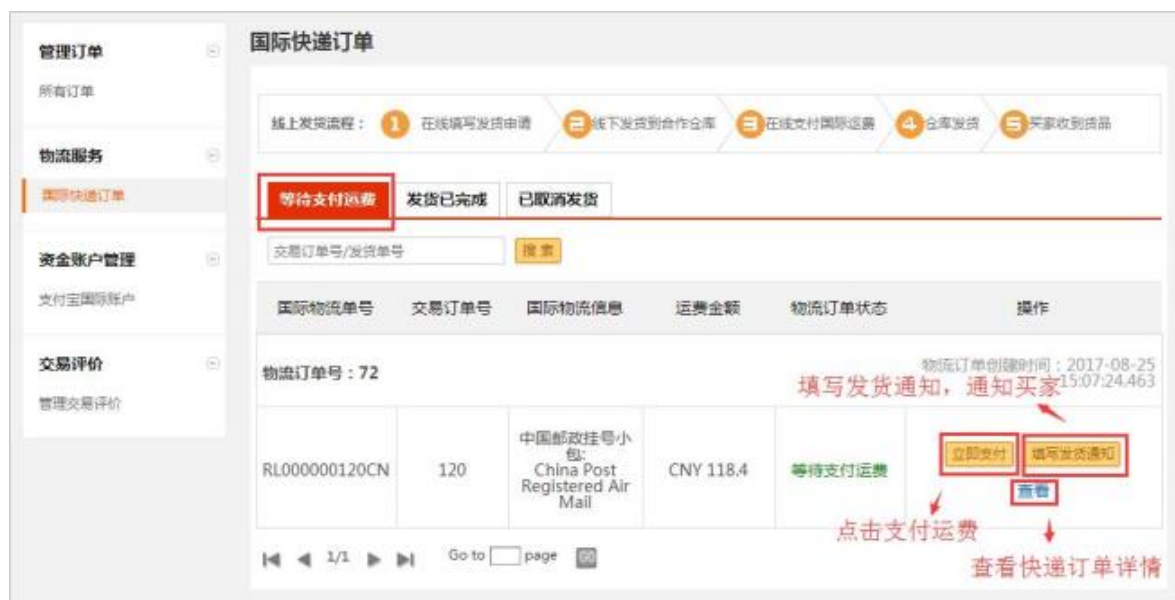 管理订单
所有订单
物流服务
国际快递订单
资金账户管理
支付宝国际账户
交易评价
管理交易评价
国际快递订单
线上发货流程： 1 在线填写发货申请 2 线下发货到合作仓库 3 在线支付国际运费 4 仓库发货 5 买家收到货品
等待支付运费 发货已完成 已取消发货
交易订单号/发货单号 搜索
国际物流单号 交易订单号 国际物流信息 运费金额 物流订单状态 操作
物流订单号：72
物流订单创建时间：2017-08-25
15:07:24.463
填写发货通知，通知买家
RL000000120CN 120
中国邮政挂号小
包:
China Post
Registered Air
Mail
CNY 118.4 等待支付运费
立即支付 填写发货通知
查看
点击支付运费
查看快递订单详情
1/1 Go to page GO